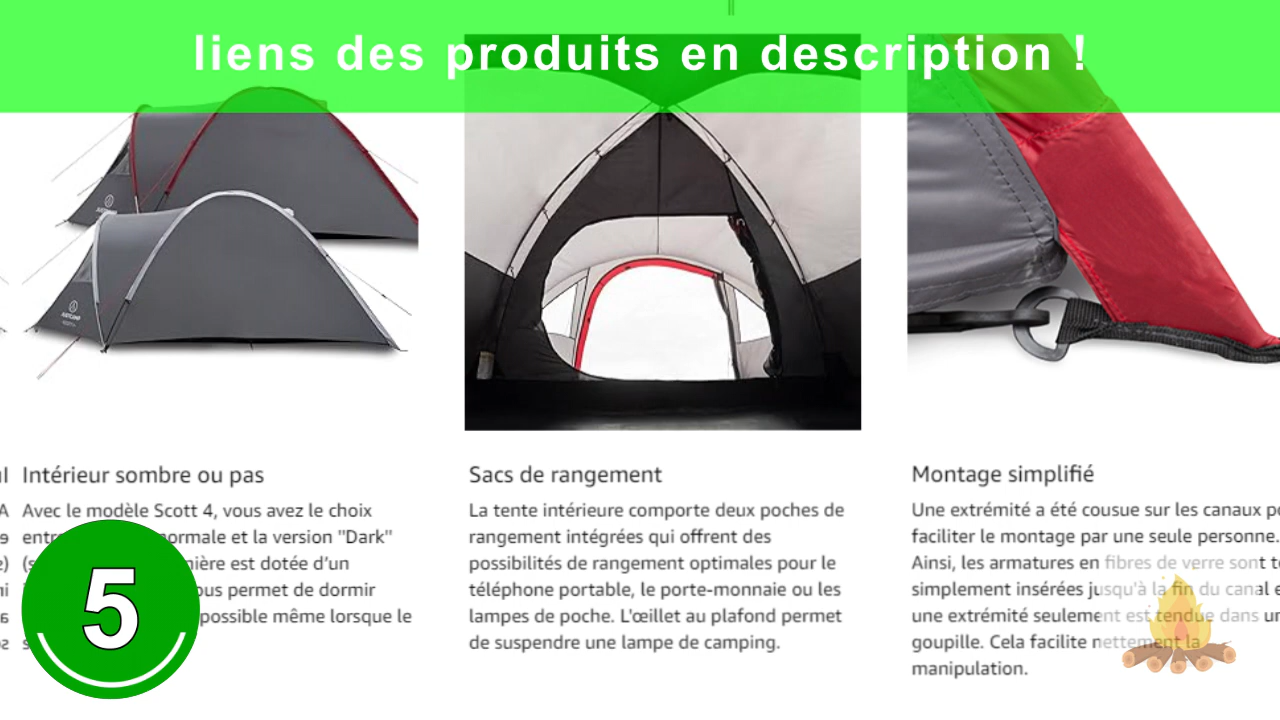 liens des produits en description !
JUSTCAMP
Intérieur sombre ou pas
Avec le modèle Scott 4, vous avez le choix
normale et la version "Dark"
est dotée d'un
permet de dormir
possible même lorsque le
5
Sacs de rangement
La tente intérieure comporte deux poches de
rangement intégrées qui offrent des
possibilités de rangement optimales pour le
téléphone portable, le porte-monnaie ou les
lampes de poche. L'œillet au plafond permet
de suspendre une lampe de camping.
Montage simplifié
Une extrémité a été cousue sur les canaux
faciliter le montage par une seule personne.
Ainsi, les armatures en fibres de verre sont
simplement insérées jusqu'à la fin du canal
une extrémité seulement est tendue dans
goupille. Cela facilite nettement la
manipulation.